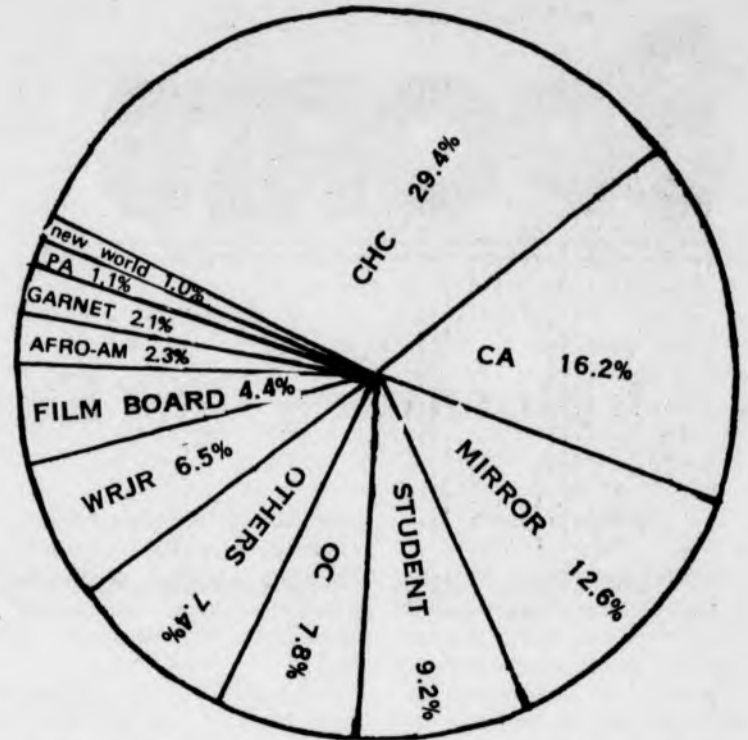 CHC 29.4%
CA 16.2%
MIRROR 12.6%
STUDENT 9.2%
OC 7.8%
OTHERS 7.4%
WRJR 6.5%
FILM BOARD 4.4%
AFRO-AM 2.3%
GARNET 2.1%
PA 1.1%
new world 1.0%